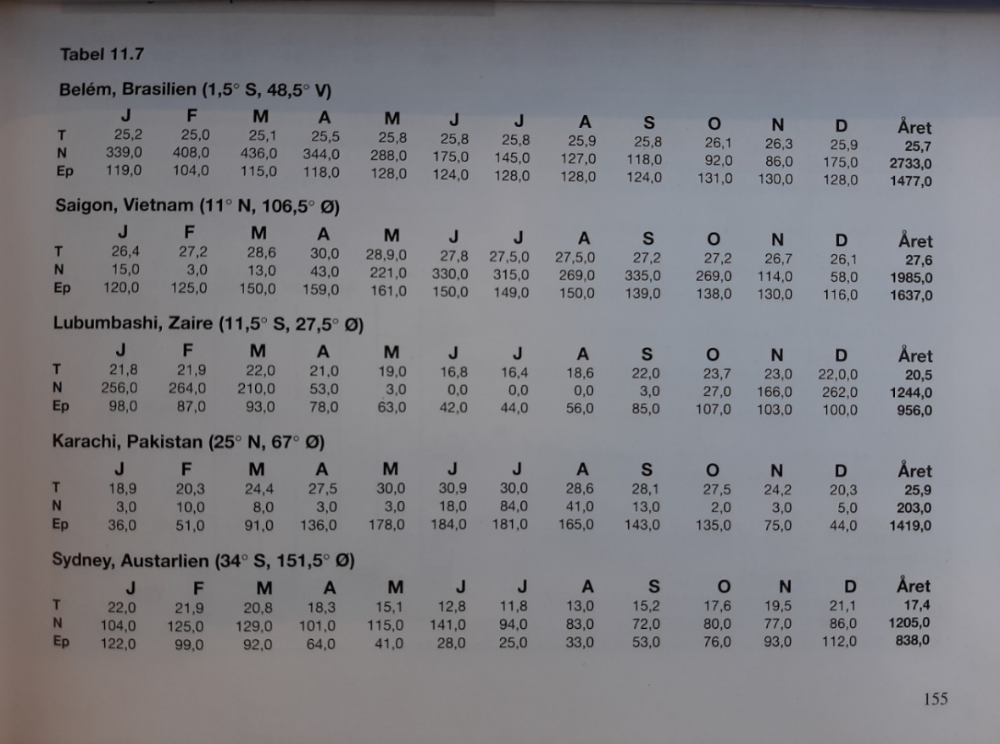 Tabel 11.7
Belém, Brasilien (1,5° S, 48,5° V)
J F M A M J J A S O N D Året
T 25,2 25,0 25,1 25,5 25,8 25,8 25,8 25,9 25,8 26,1 26,3 25,9 25,7
N 339,0 408,0 436,0 344,0 288,0 175,0 145,0 127,0 118,0 92,0 86,0 175,0 2733,0
Ep 119,0 104,0 115,0 118,0 128,0 124,0 128,0 128,0 124,0 131,0 130,0 128,0 1477,0
Saigon, Vietnam (11° N, 106,5° Ø)
J F M A M J J A S O N D Året
T 26,4 27,2 28,6 30,0 28,9,0 27,8 27,5,0 27,5,0 27,2 27,2 26,7 26,1 27,6
N 15,0 3,0 13,0 43,0 221,0 330,0 315,0 269,0 335,0 269,0 114,0 58,0 1985,0
Ep 120,0 125,0 150,0 159,0 161,0 150,0 149,0 150,0 139,0 138,0 130,0 116,0 1637,0
Lubumbashi, Zaire (11,5° S, 27,5° Ø)
J F M A M J J A S O N D Året
T 21,8 21,9 22,0 21,0 19,0 16,8 16,4 18,6 22,0 23,7 23,0 22,0,0 20,5
N 256,0 264,0 210,0 53,0 3,0 0,0 0,0 0,0 3,0 27,0 166,0 262,0 1244,0
Ep 98,0 87,0 93,0 78,0 63,0 42,0 44,0 56,0 85,0 107,0 103,0 100,0 956,0
Karachi, Pakistan (25° N, 67° Ø)
J F M A M J J A S O N D Året
T 18,9 20,3 24,4 27,5 30,0 30,9 30,0 28,6 28,1 27,5 24,2 20,3 25,9
N 3,0 10,0 8,0 3,0 3,0 18,0 84,0 41,0 13,0 2,0 3,0 5,0 203,0
Ep 36,0 51,0 91,0 136,0 178,0 184,0 181,0 165,0 143,0 135,0 75,0 44,0 1419,0
Sydney, Austarlien (34° S, 151,5° Ø)
J F M A M J J A S O N D Året
T 22,0 21,9 20,8 18,3 15,1 12,8 11,8 13,0 15,2 17,6 19,5 21,1 17,4
N 104,0 125,0 129,0 101,0 115,0 141,0 94,0 83,0 72,0 80,0 77,0 86,0 1205,0
Ep 122,0 99,0 92,0 64,0 41,0 28,0 25,0 33,0 53,0 76,0 93,0 112,0 838,0
155